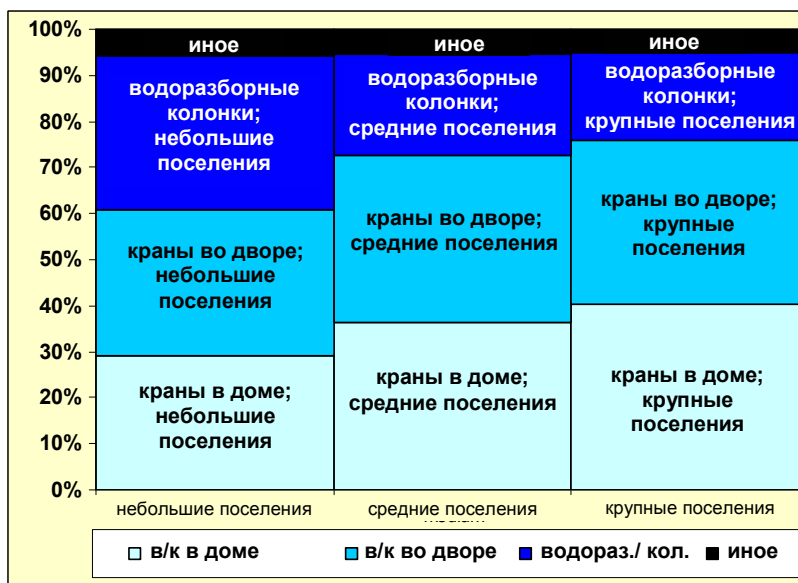 100%
90%
80%
70%
60%
50%
40%
30%
20%
10%
0%
иное
водоразборные
колонки;
небольшие
поселения
краны во дворе;
небольшие
поселения
краны в доме;
небольшие
поселения
иное
водоразборные
колонки;
средние поселения
краны во дворе;
средние поселения
краны в доме;
средние поселения
иное
водоразборные
колонки;
крупные поселения
краны во дворе;
крупные
поселения
краны в доме;
крупные
поселения
небольшие поселения
средние поселения
крупные поселения
в/к в доме
в/к во дворе
водораз./ кол.
иное